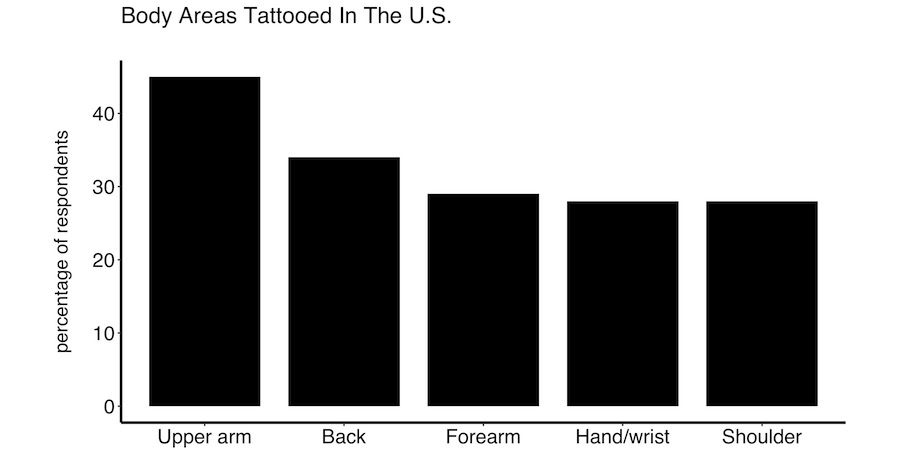 Body Areas Tattooed In The U.S.
percentage of respondents
40
30
20
10
0
Upper arm Back Forearm Hand/wrist Shoulder